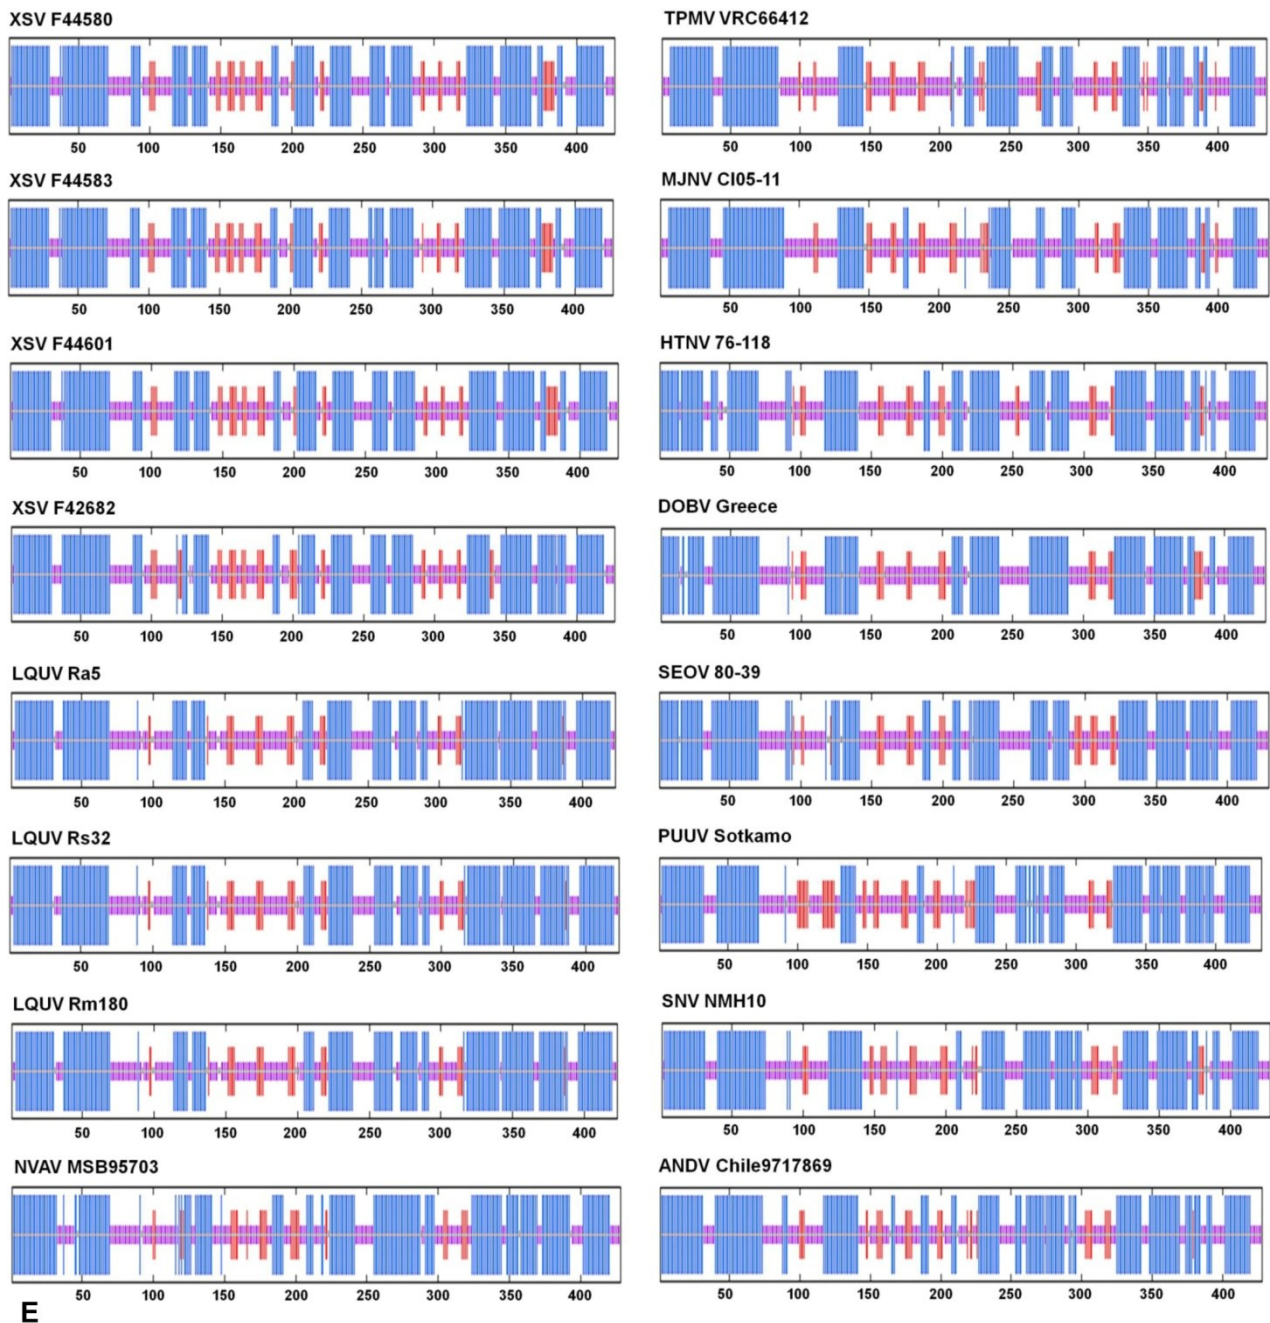 XSV F44580
50 100 150 200 250 300 350 400
XSV F44583
50 100 150 200 250 300 350 400
XSV F44601
50 100 150 200 250 300 350 400
XSV F42682
50 100 150 200 250 300 350 400
LQUV Ra5
50 100 150 200 250 300 350 400
LQUV Rs32
50 100 150 200 250 300 350 400
LQUV Rm180
50 100 150 200 250 300 350 400
NVAV MSB95703
50 100 150 200 250 300 350 400
TPMV VRC66412
50 100 150 200 250 300 350 400
MJNV CI05-11
50 100 150 200 250 300 350 400
HTNV 76-118
50 100 150 200 250 300 350 400
DOBV Greece
50 100 150 200 250 300 350 400
SEOV 80-39
50 100 150 200 250 300 350 400
PUUV Sotkamo
50 100 150 200 250 300 350 400
SNV NMH10
50 100 150 200 250 300 350 400
ANDV Chile9717869
50 100 150 200 250 300 350 400
E